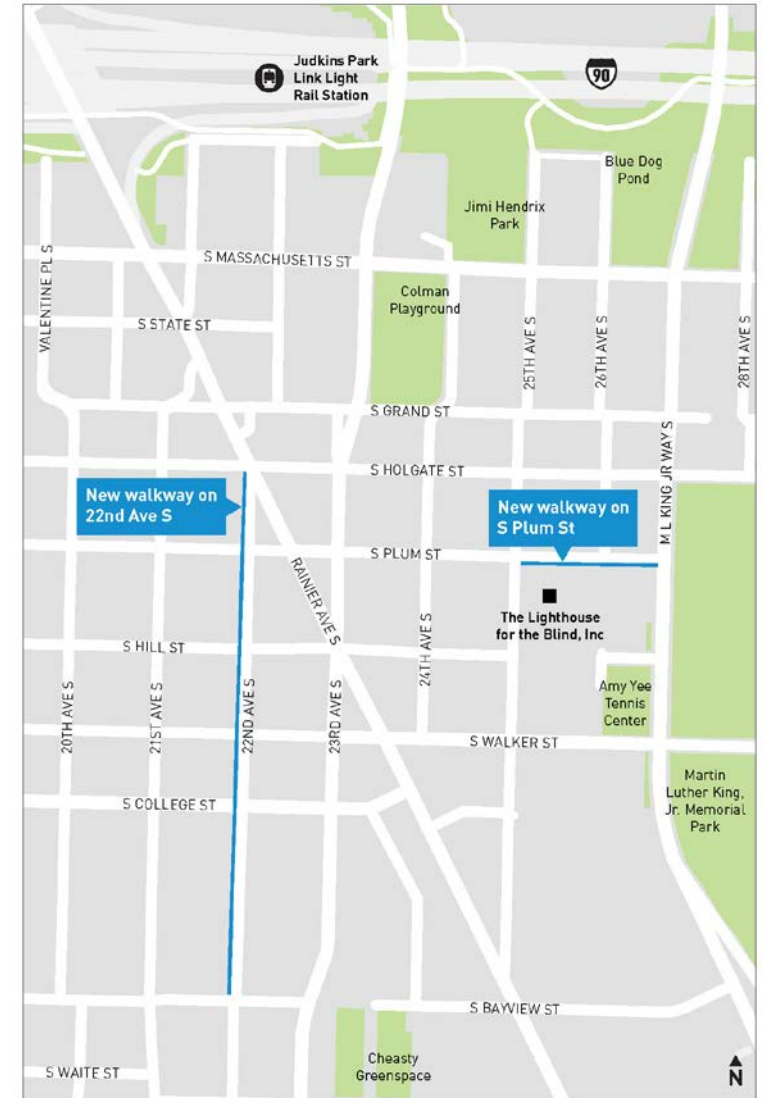 Judkins Park
Link Light
Rail Station
90
Blue Dog
Pond
Jimi Hendrix
Park
S MASSACHUSETTS ST
VALENTINE PL S
Colman
Playground
S STATE ST
25TH AVE S
26TH AVE S
28TH AVE S
S GRAND ST
S HOLGATE ST
M L KING JR WAY S
New walkway on
22nd Ave S
New walkway on
S Plum St
S PLUM ST
RAINIER AVE S
The Lighthouse
for the Blind, Inc
S HILL ST
24TH AVE S
20TH AVE S
21ST AVE S
22ND AVE S
23RD AVE S
Amy Yee
Tennis
Center
S WALKER ST
Martin
Luther King,
Jr. Memorial
Park
S COLLEGE ST
S BAYVIEW ST
Cheasty
Greenspace
S WAITE ST
N